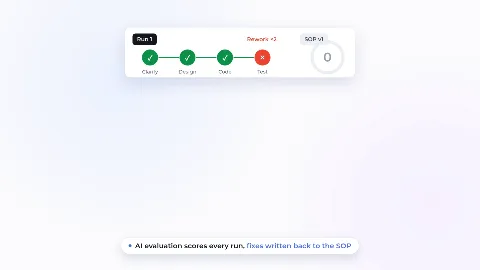 Run 1
Rework ×2
SOP v1
0
Clarify
Design
Code
Test
AI evaluation scores every run, fixes written back to the SOP